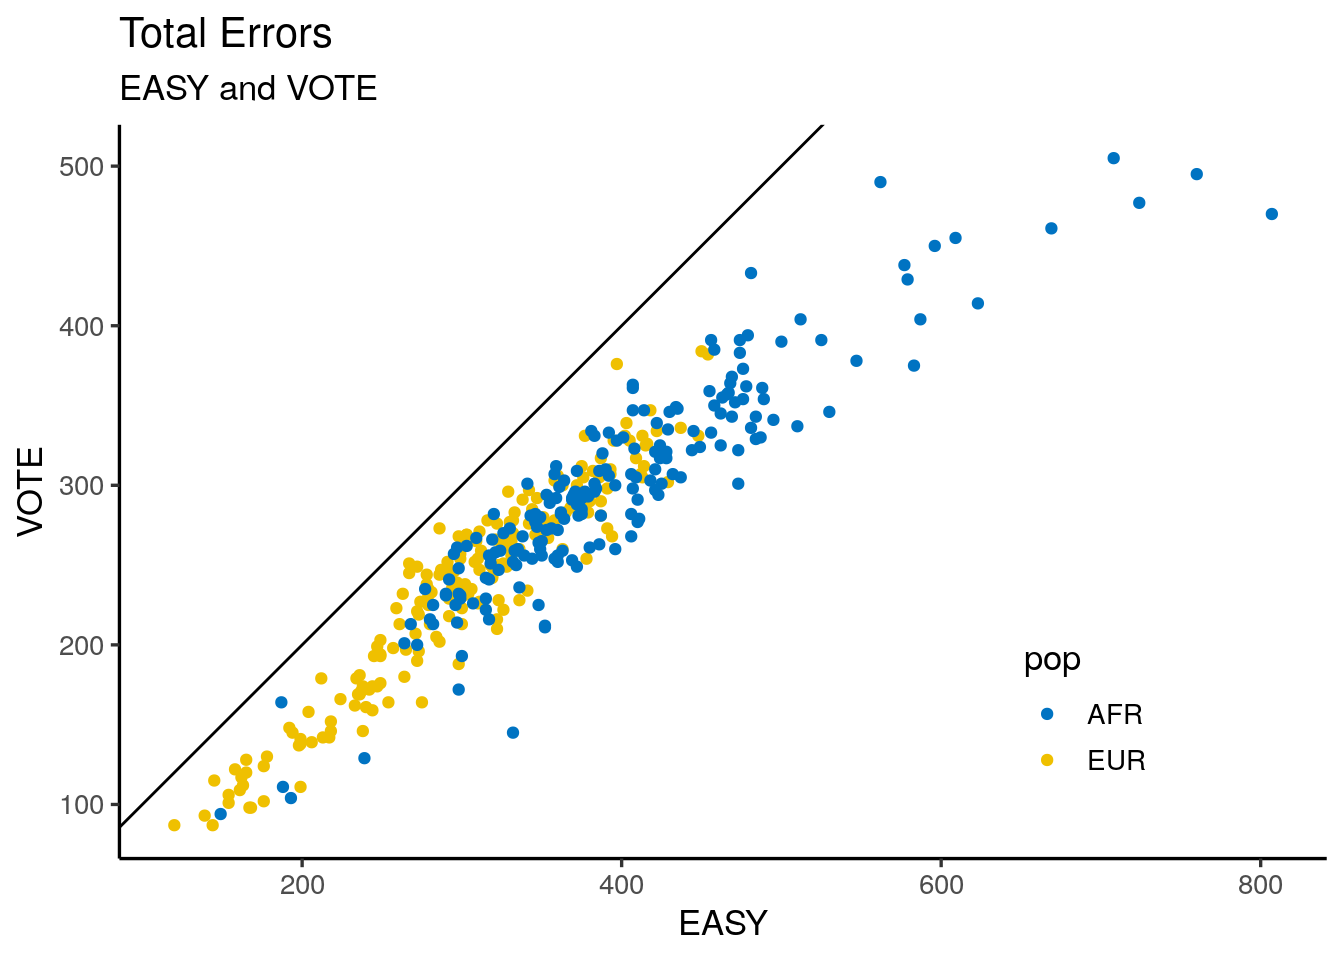 Total Errors
EASY and VOTE
500
400
300
200
100
VOTE
200
400
600
800
EASY
pop
AFR
EUR